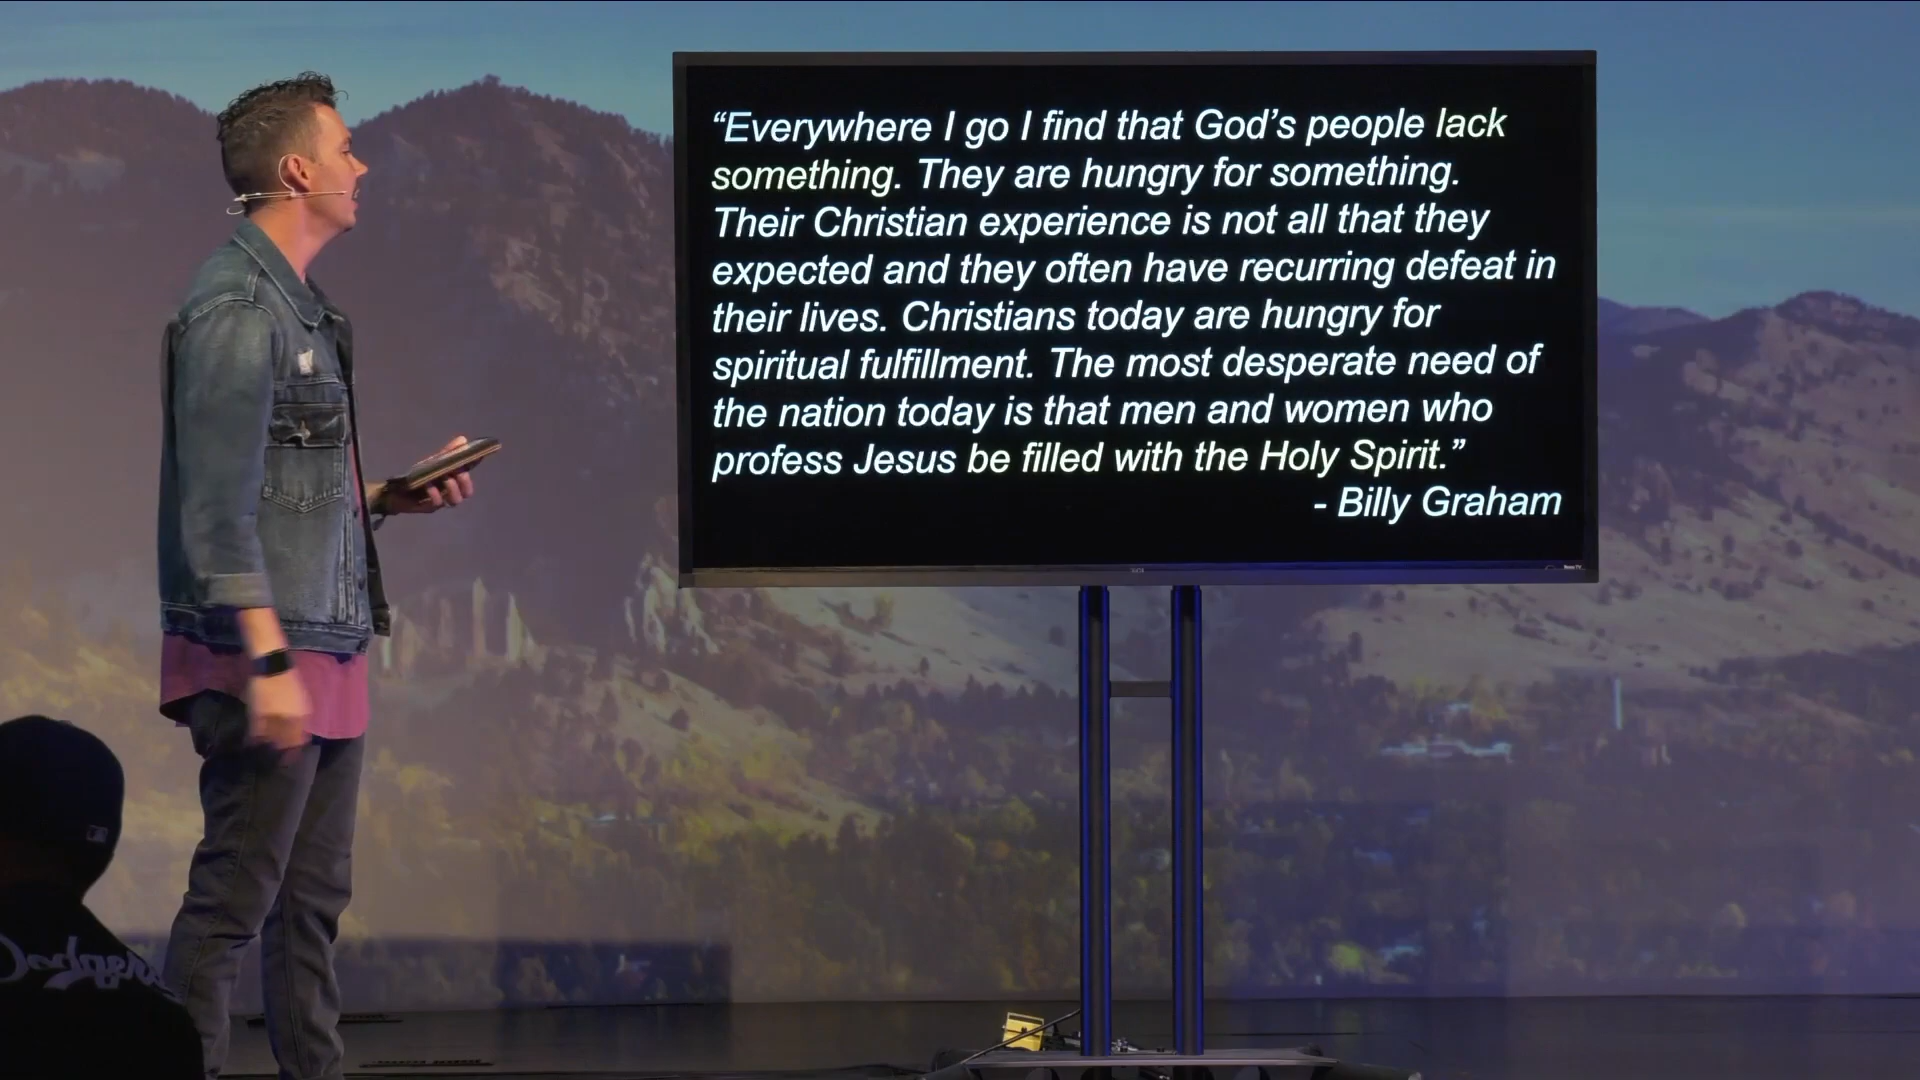 “Everywhere I go I find that God’s people lack
something. They are hungry for something.
Their Christian experience is not all that they
expected and they often have recurring defeat in
their lives. Christians today are hungry for
spiritual fulfillment. The most desperate need of
the nation today is that men and women who
profess Jesus be filled with the Holy Spirit.”
- Billy Graham
Roku TV
Dodgers